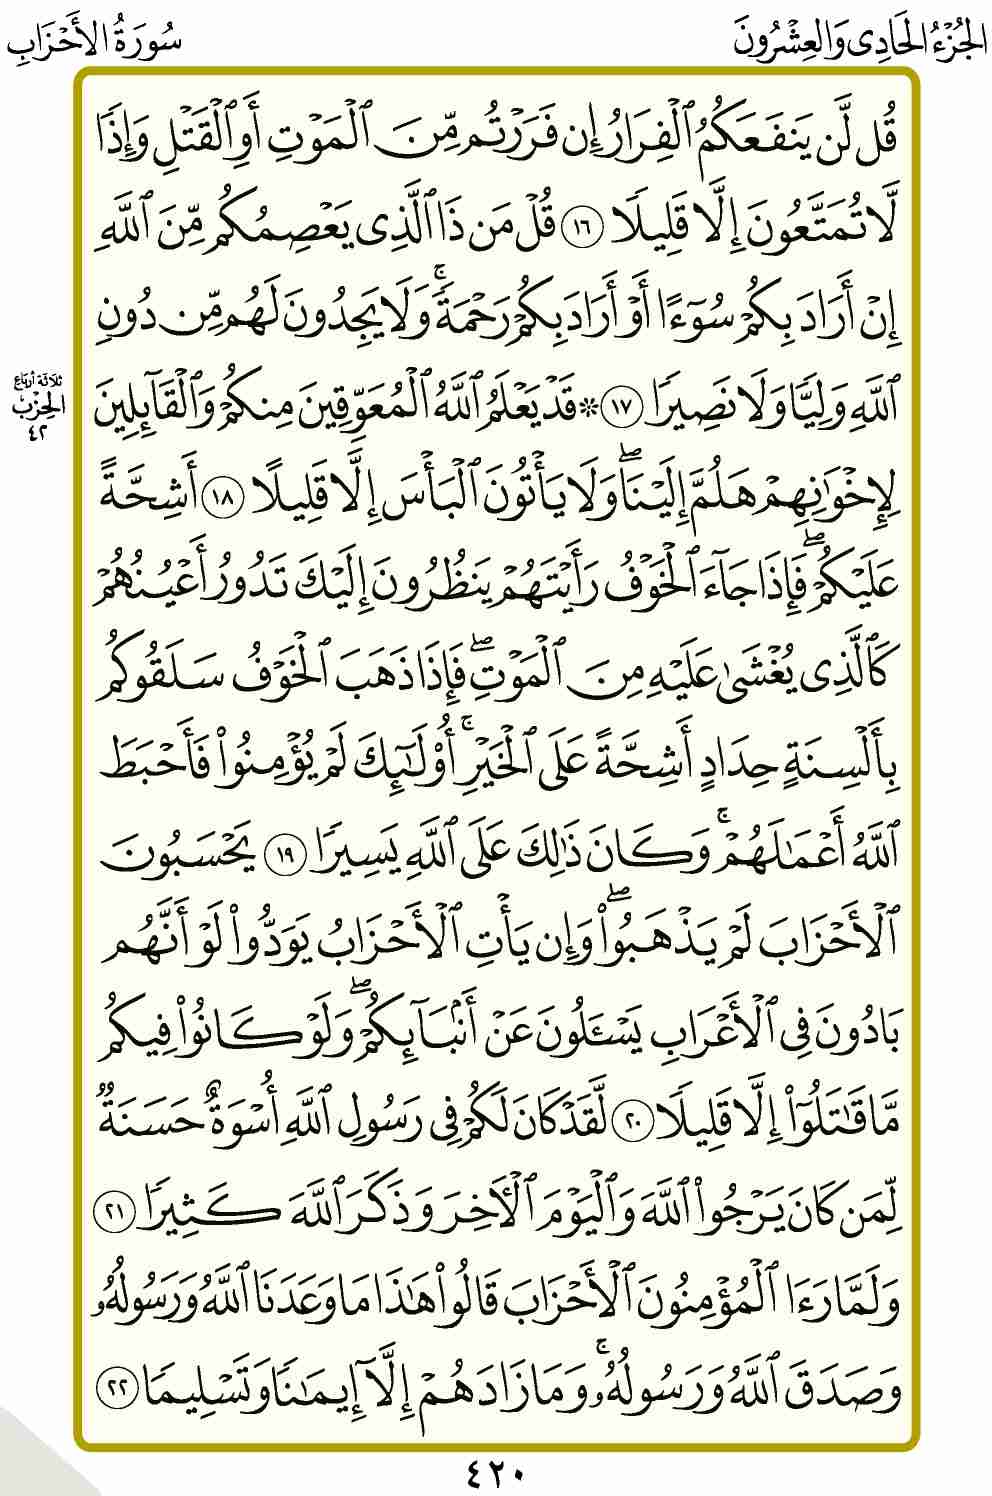 الجُزْءُ الحَادِى وَالعِشْرُونَ
سُورَةُ الأَحْزَابِ
قُل لَّن يَنفَعَكُمُ ٱلْفِرَارُ إِن فَرَرْتُم مِّنَ ٱلْمَوْتِ أَوِ ٱلْقَتْلِ وَإِذًا
لَّا تُمَتَّعُونَ إِلَّا قَلِيلًا ١٦ قُلْ مَن ذَا ٱلَّذِى يَعْصِمُكُم مِّنَ ٱللَّهِ
إِنْ أَرَادَ بِكُمْ سُوٓءًا أَوْ أَرَادَ بِكُمْ رَحْمَةً ۚ وَلَا يَجِدُونَ لَهُم مِّن دُونِ
ٱللَّهِ وَلِيًّا وَلَا نَصِيرًا ١٧ ۞ قَدْ يَعْلَمُ ٱللَّهُ ٱلْمُعَوِّقِينَ مِنكُمْ وَٱلْقَآئِلِينَ
ثلاثة أرباع
الحزب
٤٢
لِإِخْوَٰنِهِمْ هَلُمَّ إِلَيْنَا ۖ وَلَا يَأْتُونَ ٱلْبَأْسَ إِلَّا قَلِيلًا ١٨ أَشِحَّةً
عَلَيْكُمْ ۖ فَإِذَا جَآءَ ٱلْخَوْفُ رَأَيْتَهُمْ يَنظُرُونَ إِلَيْكَ تَدُورُ أَعْيُنُهُمْ
كَٱلَّذِى يُغْشَىٰ عَلَيْهِ مِنَ ٱلْمَوْتِ ۖ فَإِذَا ذَهَبَ ٱلْخَوْفُ سَلَقُوكُم
بِأَلْسِنَةٍ حِدَادٍ أَشِحَّةً عَلَى ٱلْخَيْرِ ۚ أُو۟لَٰٓئِكَ لَمْ يُؤْمِنُوا۟ فَأَحْبَطَ
ٱللَّهُ أَعْمَٰلَهُمْ ۚ وَكَانَ ذَٰلِكَ عَلَى ٱللَّهِ يَسِيرًا ١٩ يَحْسَبُونَ
ٱلْأَحْزَابَ لَمْ يَذْهَبُوا۟ ۖ وَإِن يَأْتِ ٱلْأَحْزَابُ يَوَدُّوا۟ لَوْ أَنَّهُم
بَادُونَ فِى ٱلْأَعْرَابِ يَسْـَٔلُونَ عَنْ أَنۢبَآئِكُمْ ۖ وَلَوْ كَانُوا۟ فِيكُم
مَّا قَٰتَلُوٓا۟ إِلَّا قَلِيلًا ٢٠ لَّقَدْ كَانَ لَكُمْ فِى رَسُولِ ٱللَّهِ أُسْوَةٌ حَسَنَةٌ
لِّمَن كَانَ يَرْجُوا۟ ٱللَّهَ وَٱلْيَوْمَ ٱلْـَٔاخِرَ وَذَكَرَ ٱللَّهَ كَثِيرًا ٢١
وَلَمَّا رَءَا ٱلْمُؤْمِنُونَ ٱلْأَحْزَابَ قَالُوا۟ هَٰذَا مَا وَعَدَنَا ٱللَّهُ وَرَسُولُهُۥ
وَصَدَقَ ٱللَّهُ وَرَسُولُهُۥ ۚ وَمَا زَادَهُمْ إِلَّآ إِيمَٰنًا وَتَسْلِيمًا ٢٢
٤٢٠